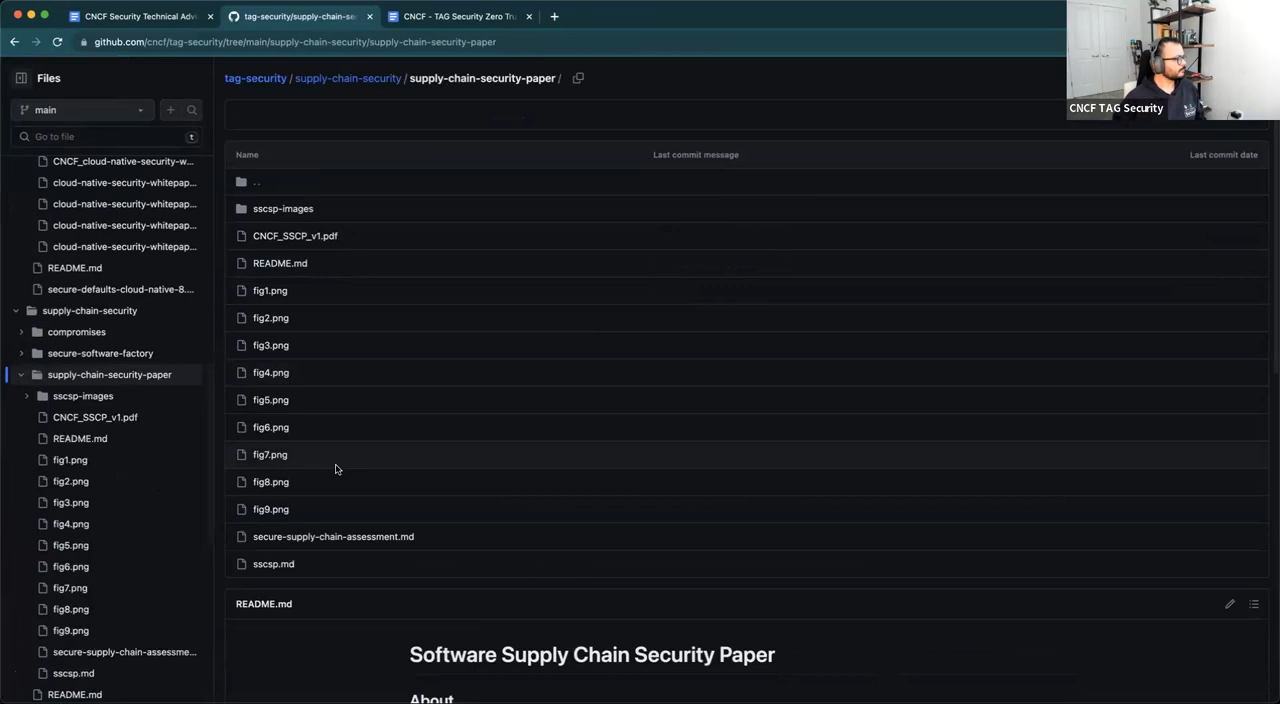 CNCF Security Technical Advi
tag-security/supply-chain-se
CNCF - TAG Security Zero Tru
github.com/cncf/tag-security/tree/main/supply-chain-security/supply-chain-security-paper
CNCF TAG Security
Files
main
Go to file
t
CNCF_cloud-native-security-w...
cloud-native-security-whitepap...
cloud-native-security-whitepap...
cloud-native-security-whitepap...
cloud-native-security-whitepap...
README.md
secure-defaults-cloud-native-8....
supply-chain-security
compromises
secure-software-factory
supply-chain-security-paper
sscsp-images
CNCF_SSCP_v1.pdf
README.md
fig1.png
fig2.png
fig3.png
fig4.png
fig5.png
fig6.png
fig7.png
fig8.png
fig9.png
secure-supply-chain-assessme...
sscsp.md
README.md
tag-security / supply-chain-security / supply-chain-security-paper /
Name Last commit message Last commit date
..
sscsp-images
CNCF_SSCP_v1.pdf
README.md
fig1.png
fig2.png
fig3.png
fig4.png
fig5.png
fig6.png
fig7.png
fig8.png
fig9.png
secure-supply-chain-assessment.md
sscsp.md
README.md
Software Supply Chain Security Paper
About